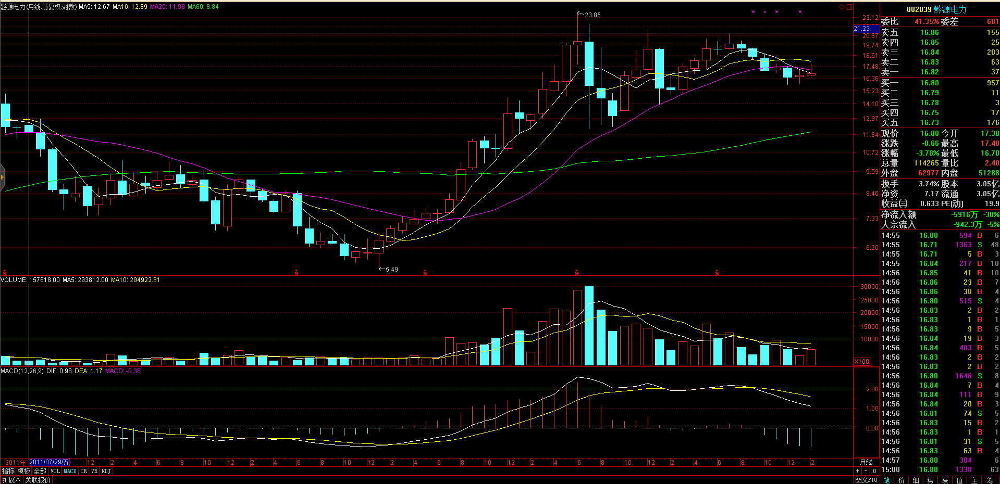 黔源电力(月线.前复权.对数) MA5: 12.67 MA10: 12.89 MA20: 11.98 MA60: 8.84
23.85
5.49
23.12
21.23
20.87
19.74
18.61
17.48
16.36
15.23
14.10
12.97
11.84
10.72
9.59
8.46
7.33
6.20
VOLUME: 157618.00 MA5: 293812.00 MA10: 294922.81
30000
25000
20000
15000
10000
X100
MACD(12,26,9) DIF: 0.98 DEA: 1.17 MACD: -0.38
2.00
1.00
0.00
2011年 2011/07/29/五 12 2 4 6 8 10 12 2 4 6 8 10 12 2 4 6 8 10 12 2 4 6 8 10 12 2 4 6 8 10 12 2 月线
指标 模板 全部 VOL MACD CR VR KDJ + - 0
扩展∧ 关联报价 图文F10
002039 黔源电力
委比 41.35% 委差 681
卖五 16.86 155
卖四 16.85 25
卖三 16.84 203
卖二 16.83 63
卖一 16.82 37
买一 16.80 957
买二 16.79 11
买三 16.78 3
买四 16.75 17
买五 16.73 176
现价 16.80 今开 17.38
涨跌 -0.66 最高 17.48
涨幅 -3.78% 最低 16.70
总量 114265 量比 2.40
外盘 62977 内盘 51288
换手 3.74% 股本 3.05亿
净资 7.17 流通 3.05亿
收益㈢ 0.633 PE(动) 19.9
净流入额 -5916万 -30%
大宗流入 -942.3万 -5%
14:55 16.80 594 B 6
14:55 16.71 1363 S 48
14:55 16.71 5 B 3
14:55 16.84 217 B 10
14:56 16.85 41 B 10
14:56 16.86 23 B 7
14:56 16.86 30 B 4
14:56 16.80 515 S 4
14:56 16.83 2 B 2
14:56 16.83 1 B 1
14:56 16.83 9 B 5
14:56 16.84 19 B 3
14:56 16.84 403 B 5
14:56 16.83 2 B 2
14:56 16.83 2 B 2
14:56 16.80 1646 S 8
14:56 16.84 7 B 4
14:56 16.84 111 B 9
14:56 16.84 20 B 3
14:56 16.81 74 S 5
14:56 16.83 15 B 2
14:56 16.83 1 B 1
14:56 16.81 31 S 5
14:56 16.83 63 B 4
14:57 16.80 304 6
15:00 16.80 1338 63
笔 价 细 势 联 值 主 筹